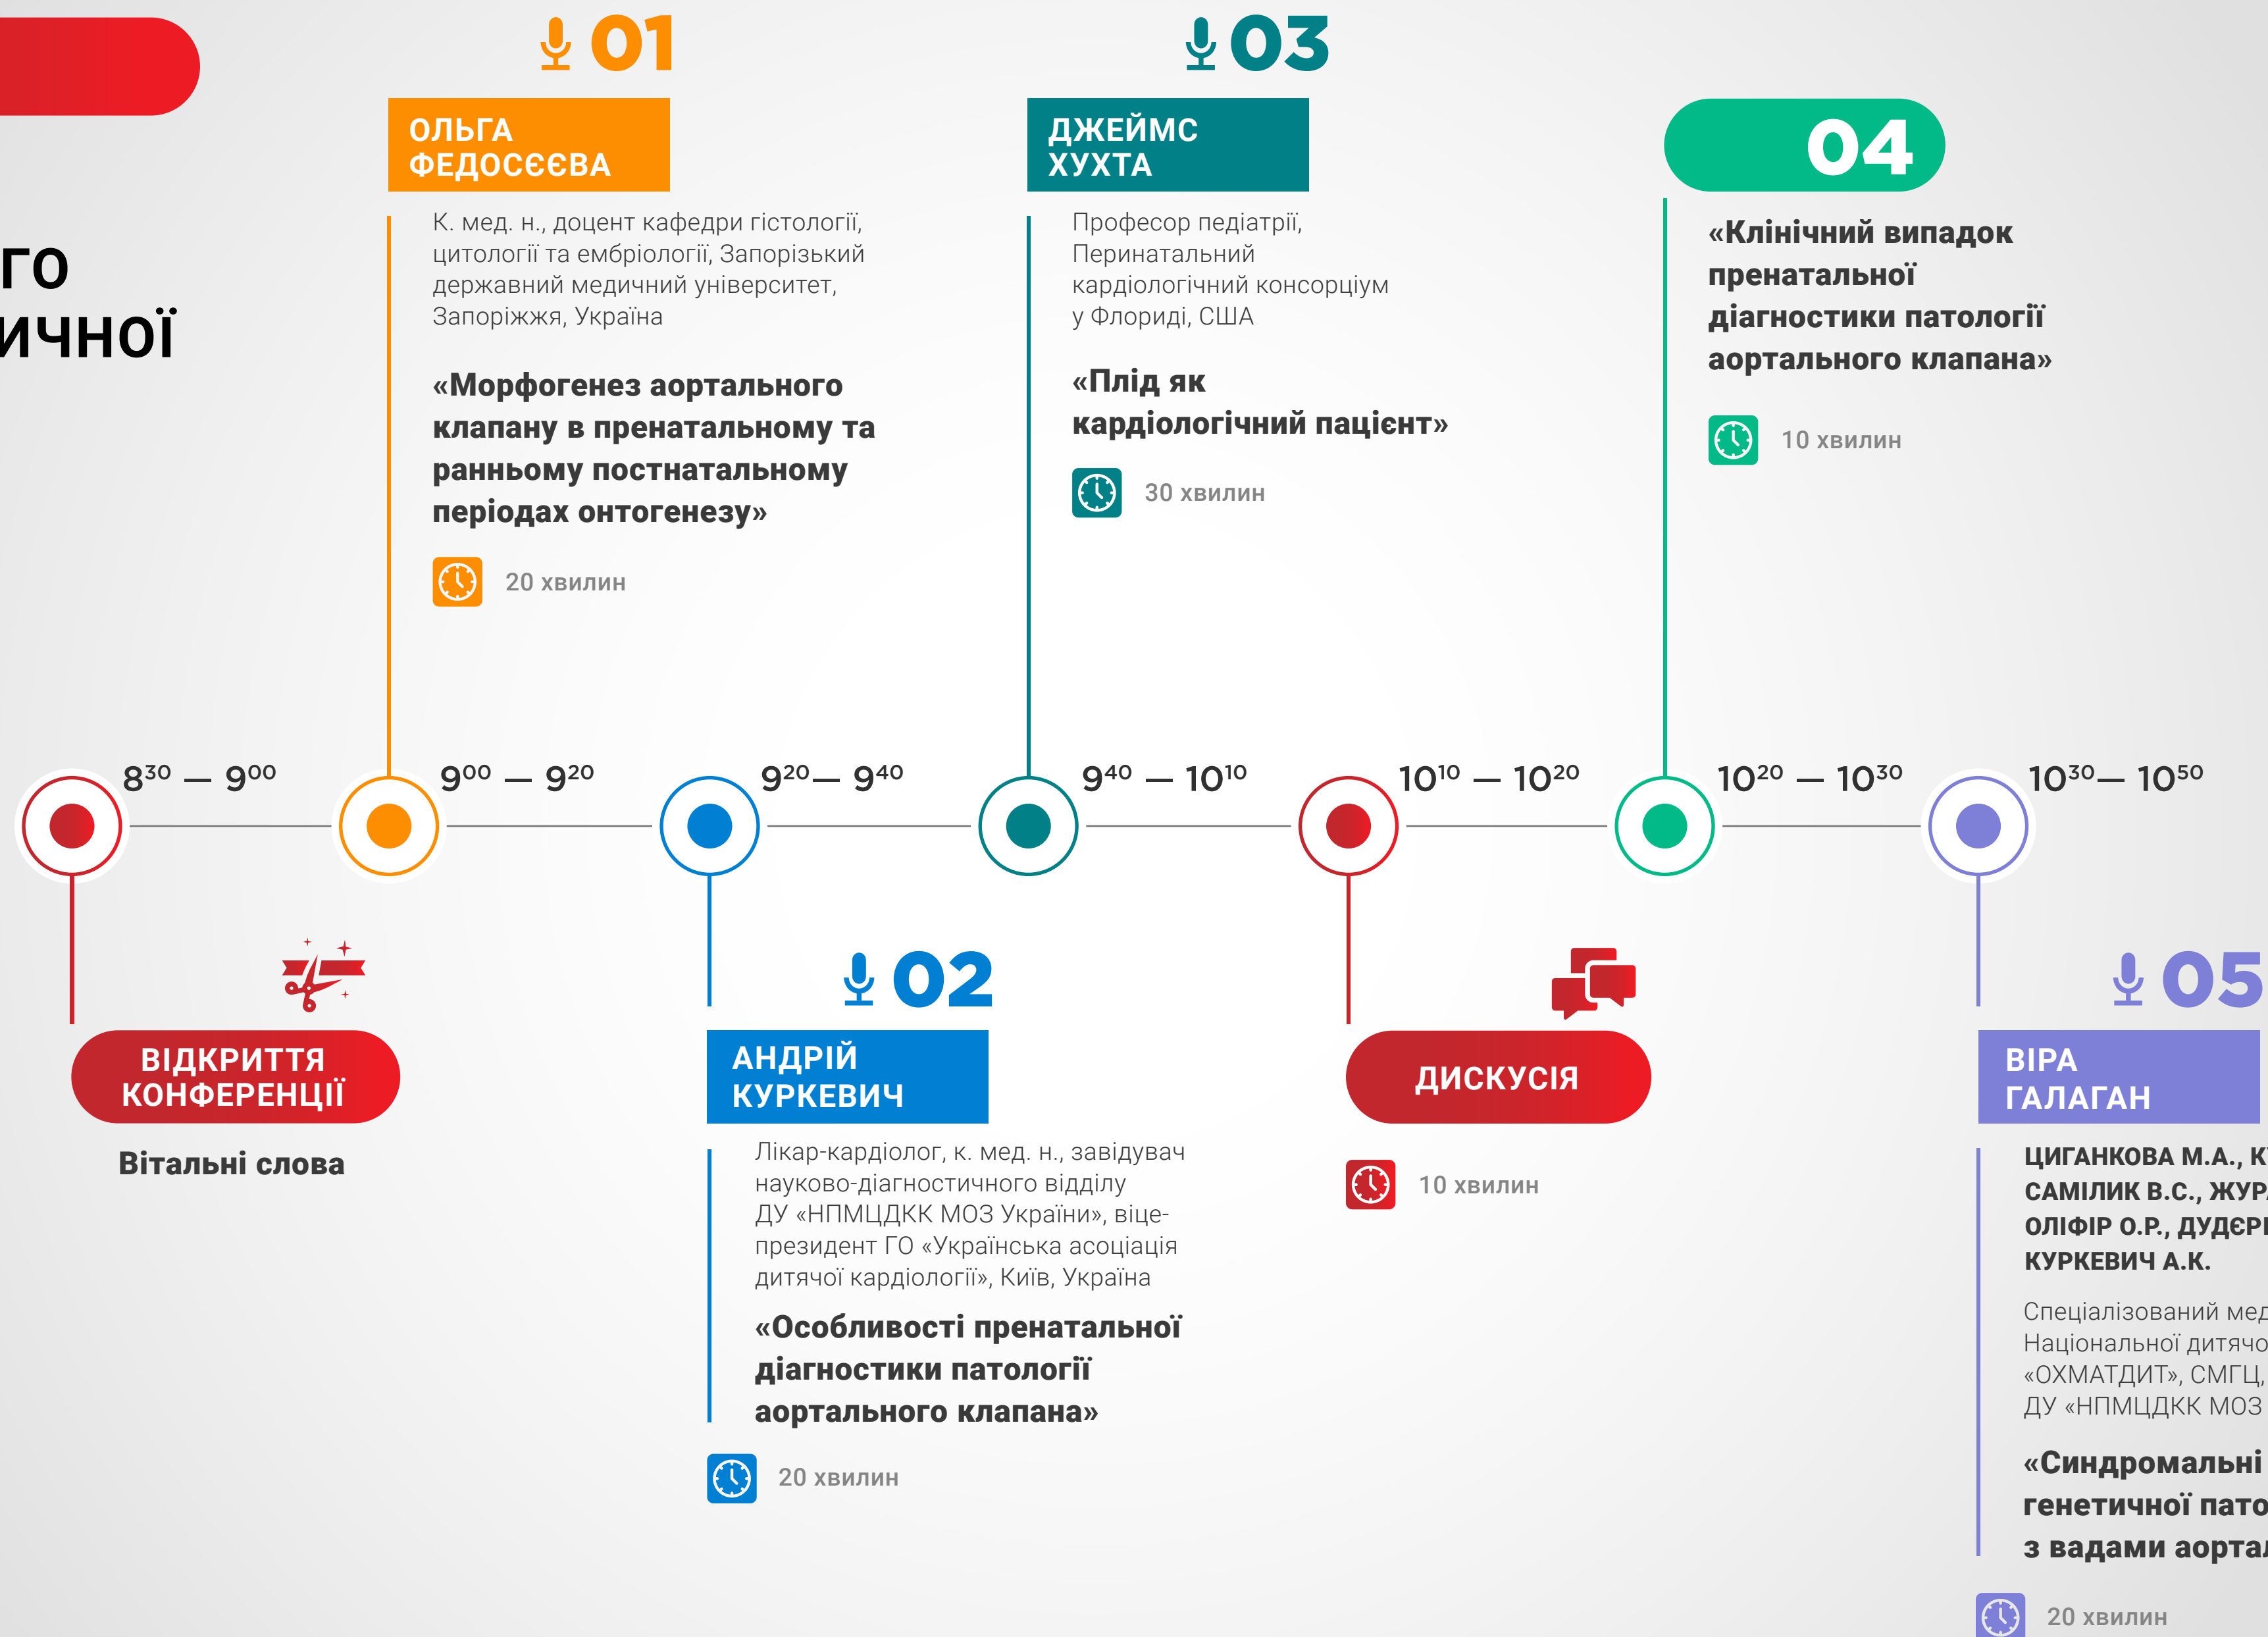 го
ичної
01
ОЛЬГА
ФЕДОСЄЄВА
К. мед. н., доцент кафедри гістології,
цитології та ембріології, Запорізький
державний медичний університет,
Запоріжжя, Україна
«Морфогенез аортального
клапану в пренатальному та
ранньому постнатальному
періодах онтогенезу»
20 хвилин
03
ДЖЕЙМС
ХУХТА
Професор педіатрії,
Перинатальний
кардіологічний консорціум
у Флориді, США
«Плід як
кардіологічний пацієнт»
30 хвилин
04
«Клінічний випадок
пренатальної
діагностики патології
аортального клапана»
10 хвилин
8³⁰ — 9⁰⁰
9⁰⁰ — 9²⁰
9²⁰— 9⁴⁰
9⁴⁰ — 10¹⁰
10¹⁰ — 10²⁰
10²⁰ — 10³⁰
10³⁰— 10⁵⁰
ВІДКРИТТЯ
КОНФЕРЕНЦІЇ
Вітальні слова
02
АНДРІЙ
КУРКЕВИЧ
Лікар-кардіолог, к. мед. н., завідувач
науково-діагностичного відділу
ДУ «НПМЦДКК МОЗ України», віце-
президент ГО «Українська асоціація
дитячої кардіології», Київ, Україна
«Особливості пренатальної
діагностики патології
аортального клапана»
20 хвилин
ДИСКУСІЯ
10 хвилин
05
ВІРА
ГАЛАГАН
ЦИГАНКОВА М.А.,
САМІЛИК В.С., ЖУРА
ОЛІФІР О.Р., ДУДЄР
КУРКЕВИЧ А.К.
Спеціалізований мед
Національної дитячо
«ОХМАТДИТ», СМГЦ,
ДУ «НПМЦДКК МОЗ
«Синдромальні
генетичної пато
з вадами аортал
20 хвилин